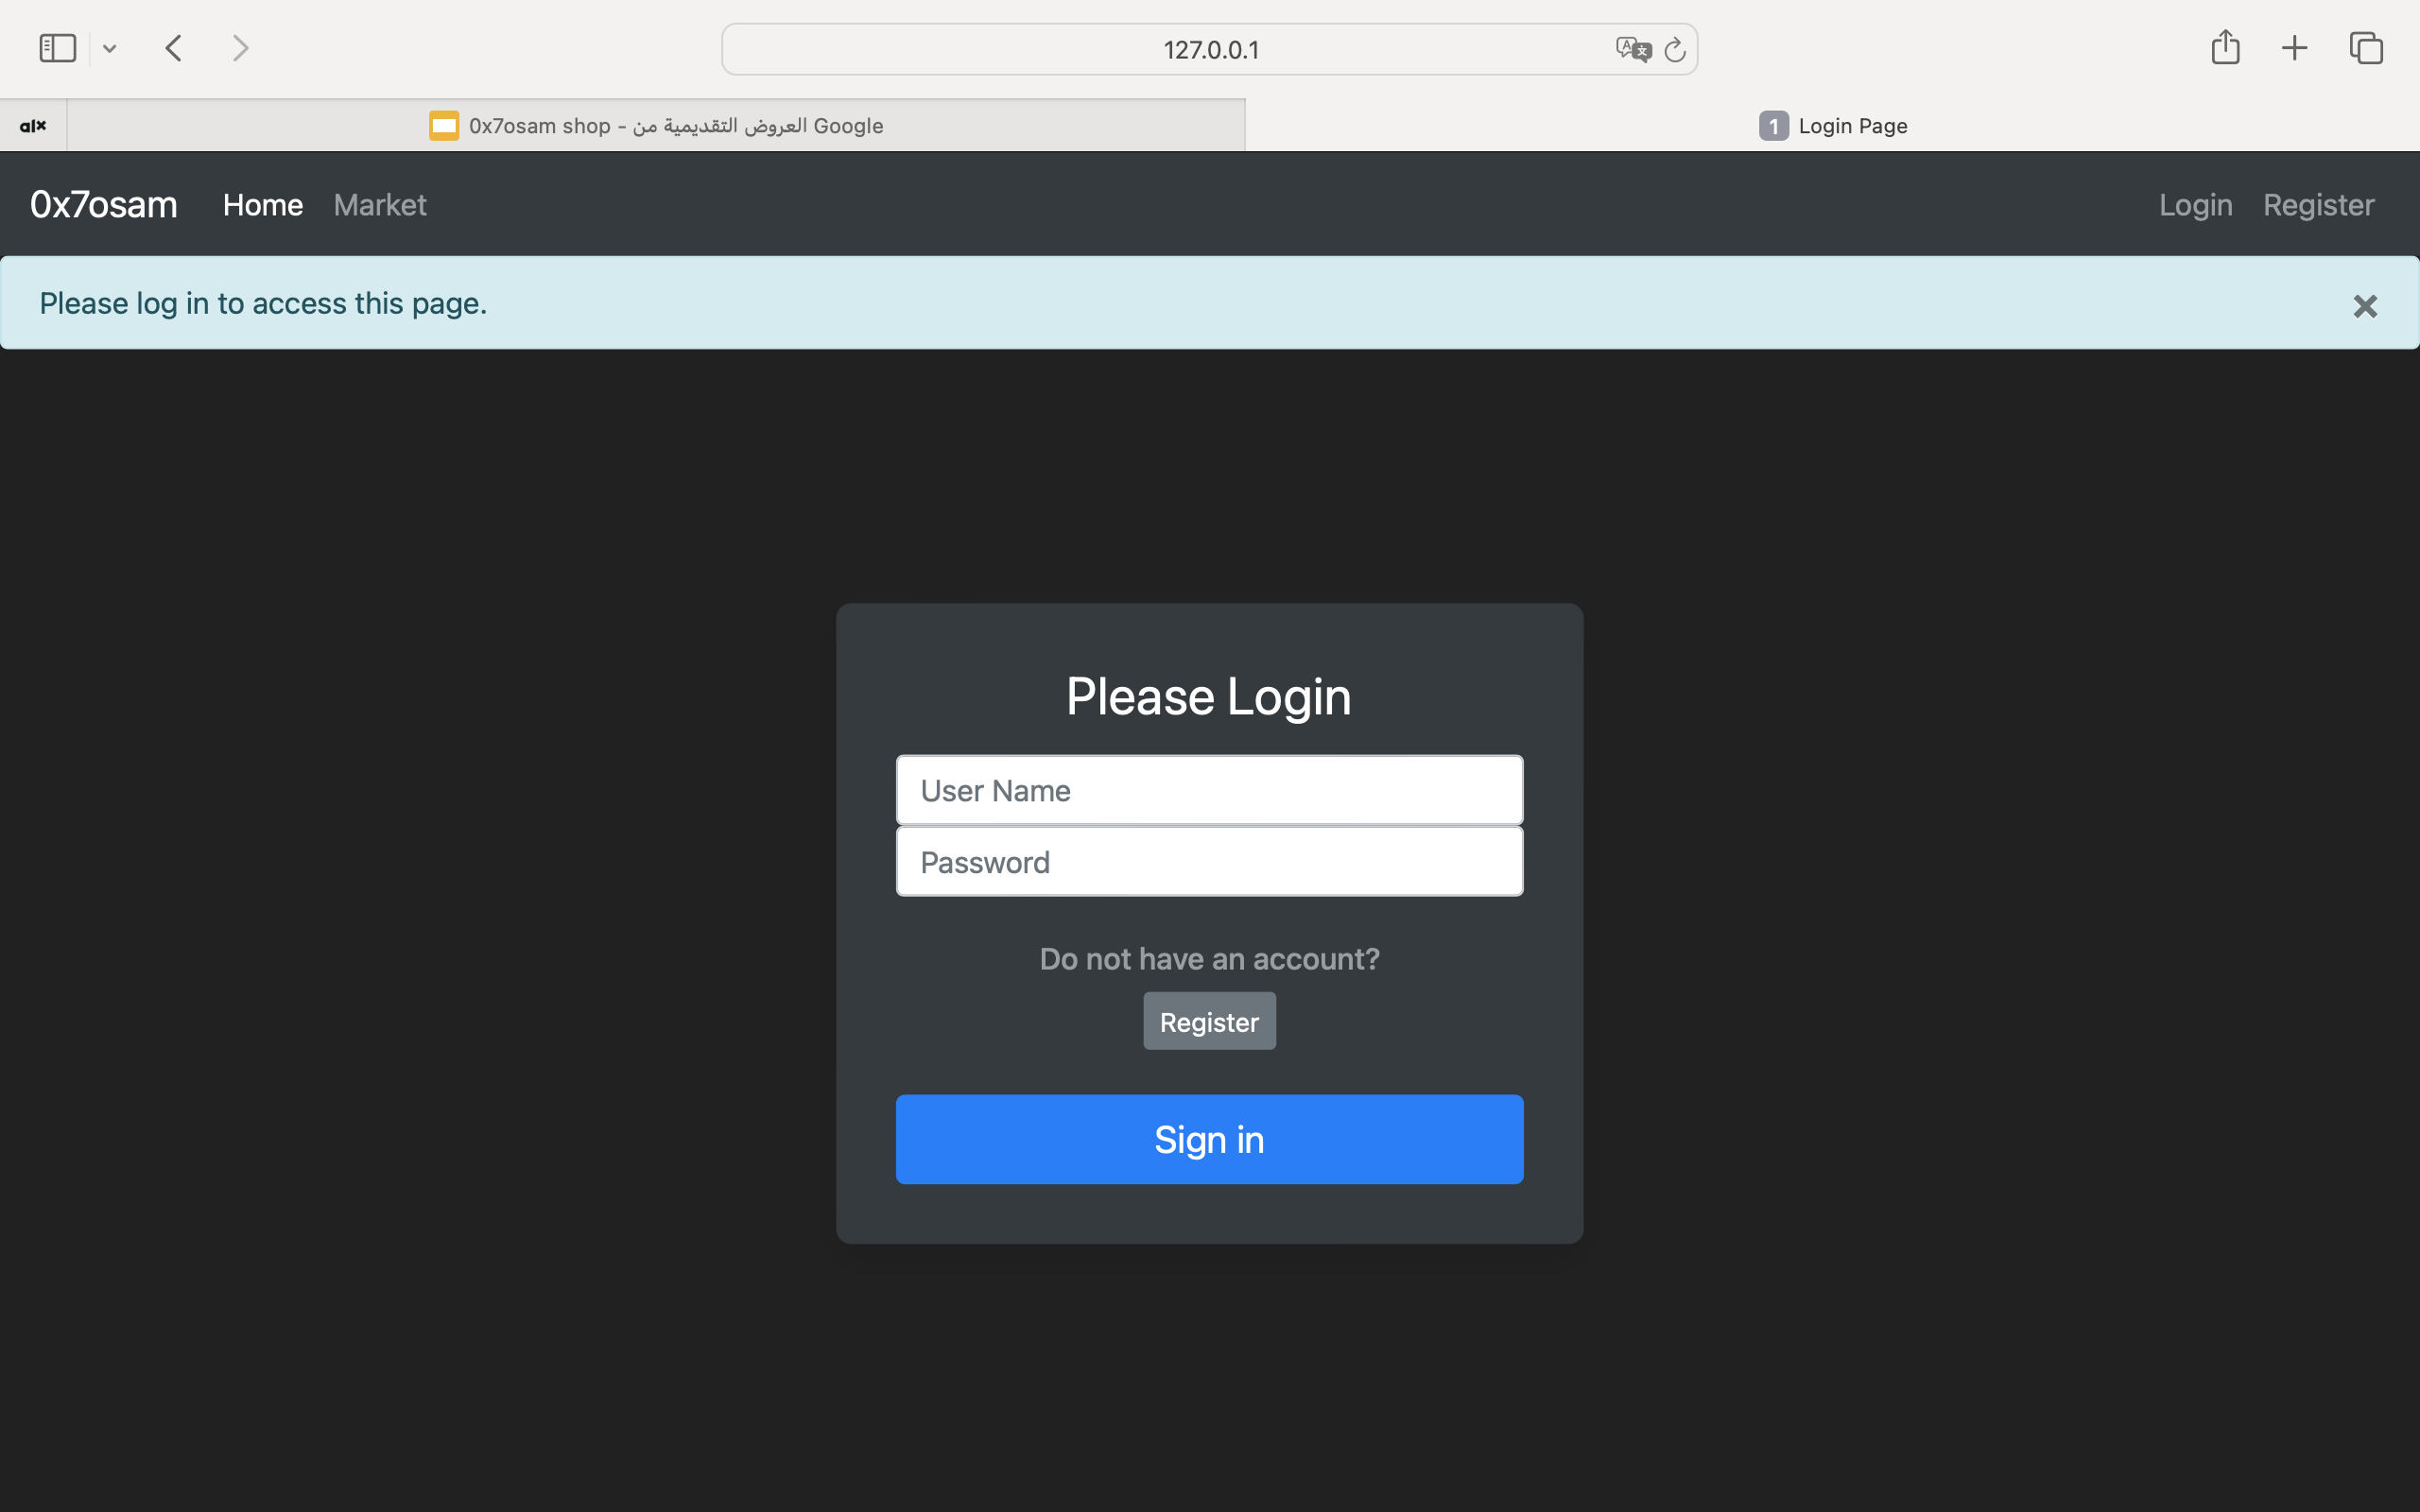 127.0.0.1
alx
0x7osam shop - العروض التقديمية من Google
1 Login Page
0x7osam Home Market Login Register
Please log in to access this page.
Please Login
User Name
Password
Do not have an account?
Register
Sign in